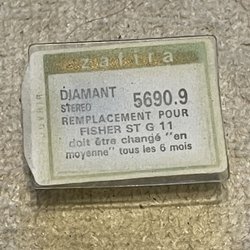 DIAMANT
STEREO 5690.9
REMPLACEMENT POUR
FISHER ST G 11
doit être changé "en
moyenne" tous les 6 mois